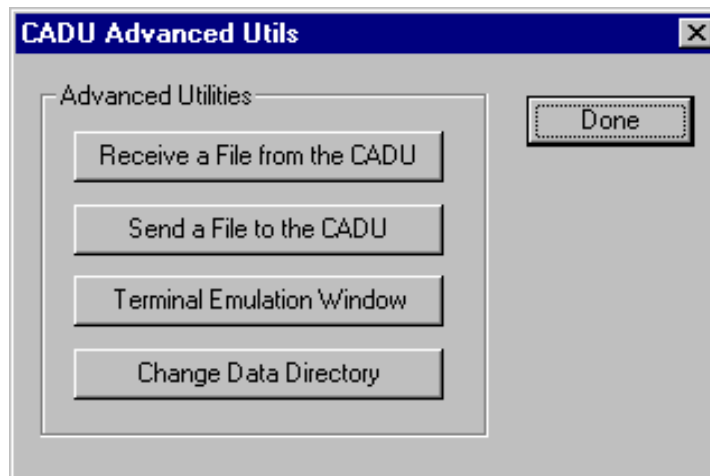 CADU Advanced Utils
Advanced Utilities
Done
Receive a File from the CADU
Send a File to the CADU
Terminal Emulation Window
Change Data Directory